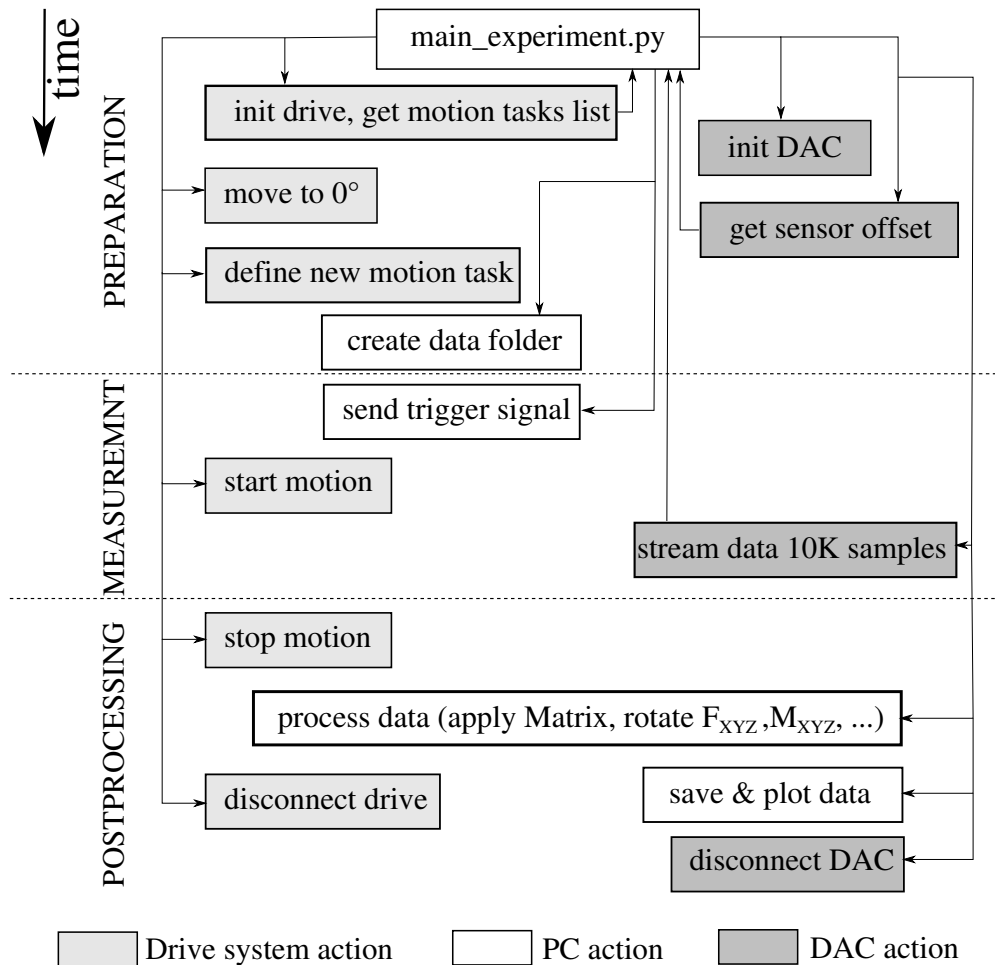 main_experiment.py
time
PREPARATION
init drive, get motion tasks list
init DAC
move to 0°
get sensor offset
define new motion task
create data folder
MEASUREMNT
send trigger signal
start motion
stream data 10K samples
POSTPROCESSING
stop motion
process data (apply Matrix, rotate F_XYZ ,M_XYZ, ...)
disconnect drive
save & plot data
disconnect DAC
Drive system action
PC action
DAC action